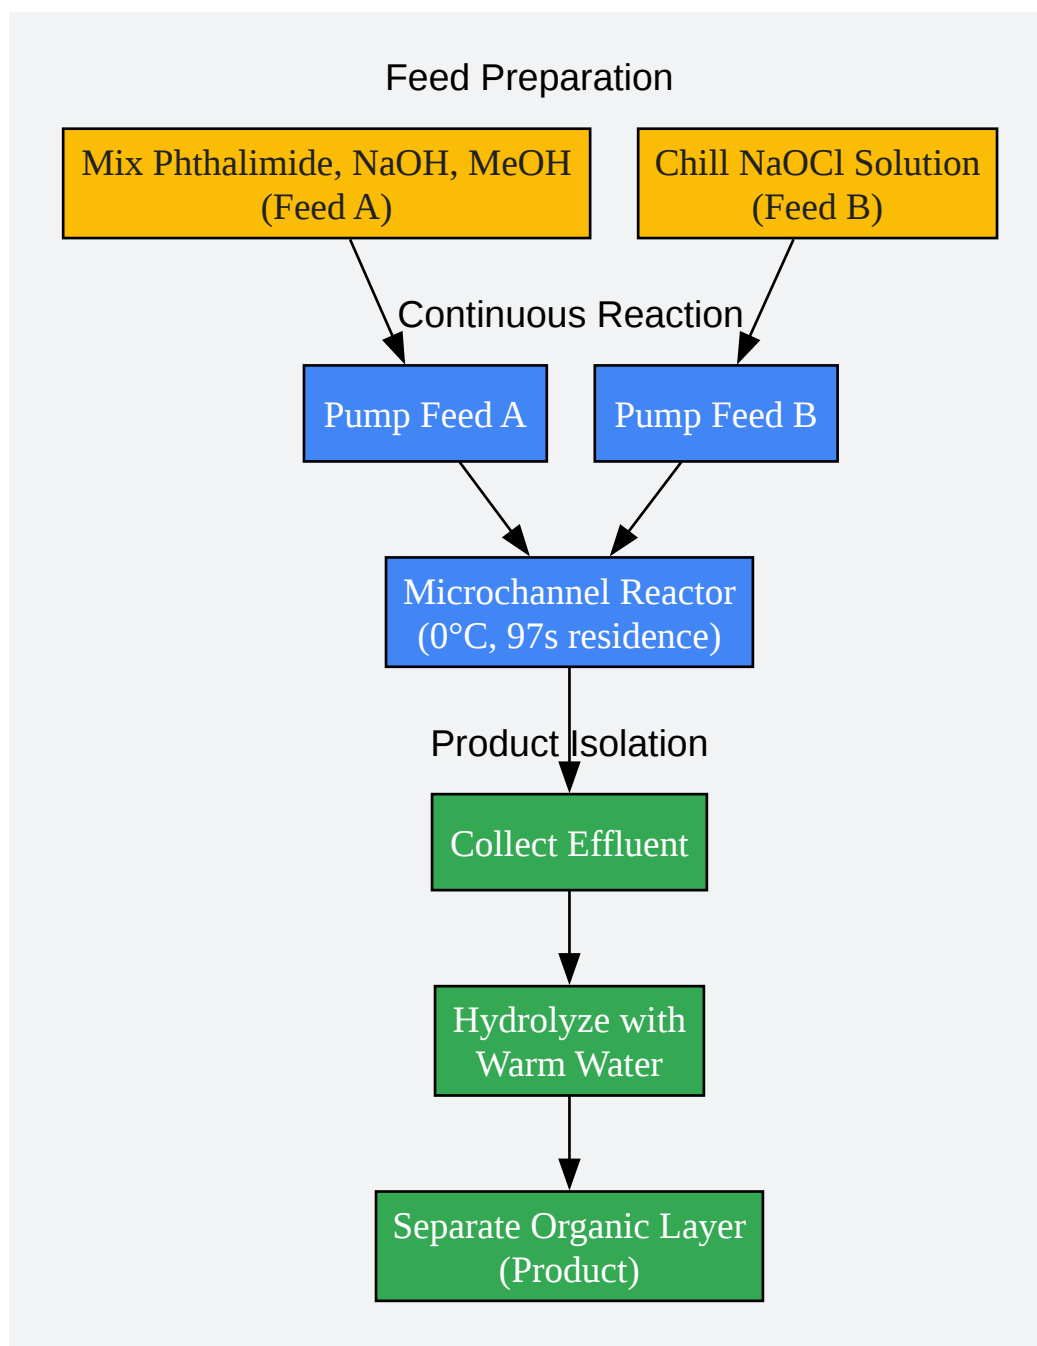 Feed Preparation
Mix Phthalimide, NaOH, MeOH
(Feed A)
Chill NaOCl Solution
(Feed B)
Continuous Reaction
Pump Feed A
Pump Feed B
Microchannel Reactor
(0°C, 97s residence)
Product Isolation
Collect Effluent
Hydrolyze with
Warm Water
Separate Organic Layer
(Product)